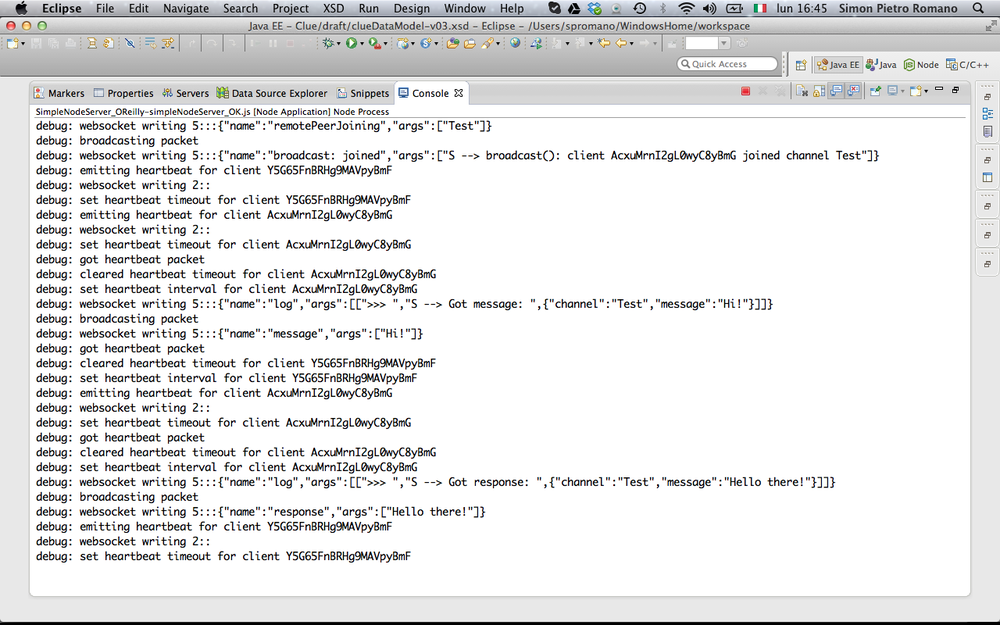 Eclipse File Edit Navigate Search Project XSD Run Design Window Help lun 16:45 Simon Pietro Romano
Java EE – Clue/draft/clueDataModel-v03.xsd – Eclipse – /Users/spromano/WindowsHome/workspace
Quick Access Java EE Java Node C/C++
Markers Properties Servers Data Source Explorer Snippets Console
SimpleNodeServer_OReilly-simpleNodeServer_OK.js [Node Application] Node Process
debug: websocket writing 5:::{"name":"remotePeerJoining","args":["Test"]}
debug: broadcasting packet
debug: websocket writing 5:::{"name":"broadcast: joined","args":["S --> broadcast(): client AcxuMrnI2gL0wyC8yBmG joined channel Test"]}
debug: emitting heartbeat for client Y5G65FnBRHg9MAVpyBmF
debug: websocket writing 2::
debug: set heartbeat timeout for client Y5G65FnBRHg9MAVpyBmF
debug: emitting heartbeat for client AcxuMrnI2gL0wyC8yBmG
debug: websocket writing 2::
debug: set heartbeat timeout for client AcxuMrnI2gL0wyC8yBmG
debug: got heartbeat packet
debug: cleared heartbeat timeout for client AcxuMrnI2gL0wyC8yBmG
debug: set heartbeat interval for client AcxuMrnI2gL0wyC8yBmG
debug: websocket writing 5:::{"name":"log","args":[[">>> ","S --> Got message: ",{"channel":"Test","message":"Hi!"}]]}
debug: broadcasting packet
debug: websocket writing 5:::{"name":"message","args":["Hi!"]}
debug: got heartbeat packet
debug: cleared heartbeat timeout for client Y5G65FnBRHg9MAVpyBmF
debug: set heartbeat interval for client Y5G65FnBRHg9MAVpyBmF
debug: emitting heartbeat for client AcxuMrnI2gL0wyC8yBmG
debug: websocket writing 2::
debug: set heartbeat timeout for client AcxuMrnI2gL0wyC8yBmG
debug: got heartbeat packet
debug: cleared heartbeat timeout for client AcxuMrnI2gL0wyC8yBmG
debug: set heartbeat interval for client AcxuMrnI2gL0wyC8yBmG
debug: websocket writing 5:::{"name":"log","args":[[">>> ","S --> Got response: ",{"channel":"Test","message":"Hello there!"}]]}
debug: broadcasting packet
debug: websocket writing 5:::{"name":"response","args":["Hello there!"]}
debug: emitting heartbeat for client Y5G65FnBRHg9MAVpyBmF
debug: websocket writing 2::
debug: set heartbeat timeout for client Y5G65FnBRHg9MAVpyBmF